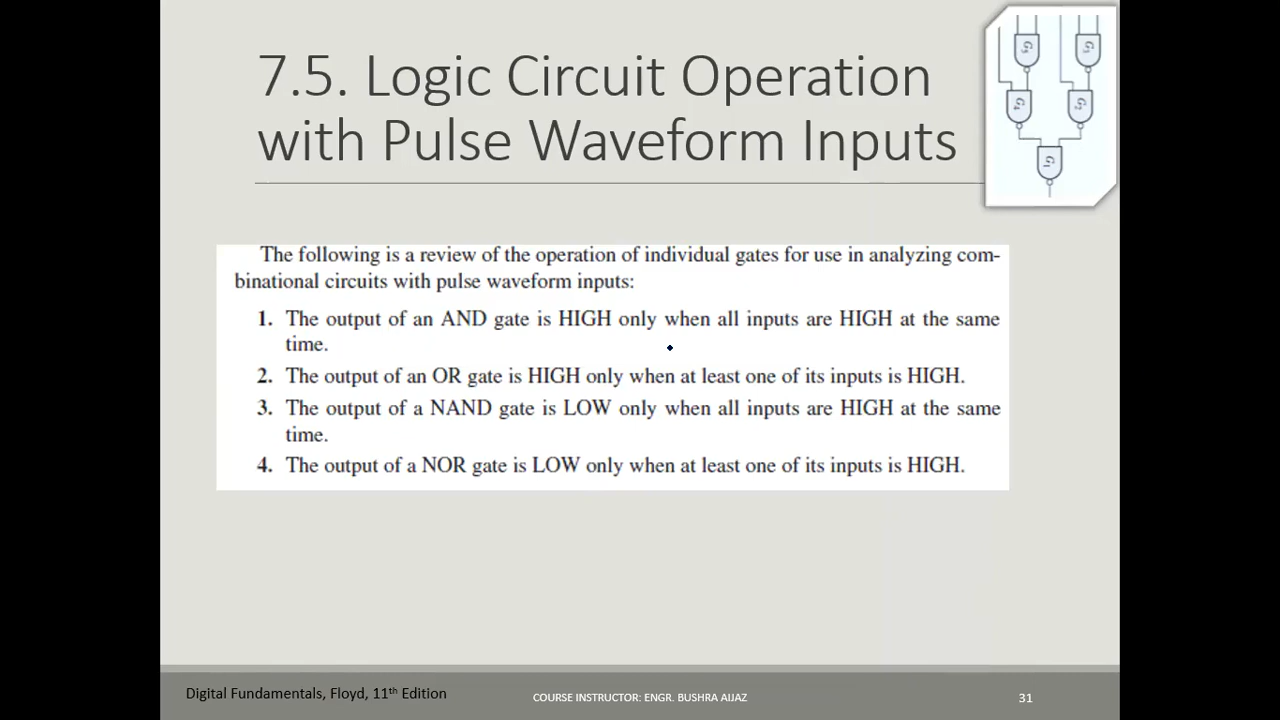 7.5. Logic Circuit Operation
with Pulse Waveform Inputs
G₅
G₃
G₄
G₂
G₁
The following is a review of the operation of individual gates for use in analyzing com-
binational circuits with pulse waveform inputs:
1. The output of an AND gate is HIGH only when all inputs are HIGH at the same
time.
2. The output of an OR gate is HIGH only when at least one of its inputs is HIGH.
3. The output of a NAND gate is LOW only when all inputs are HIGH at the same
time.
4. The output of a NOR gate is LOW only when at least one of its inputs is HIGH.
Digital Fundamentals, Floyd, 11th Edition
COURSE INSTRUCTOR: ENGR. BUSHRA AIJAZ
31